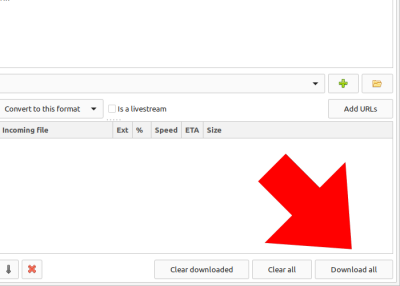 Convert to this format
Is a livestream
Add URLs
Incoming file Ext % Speed ETA Size
Clear downloaded Clear all Download all